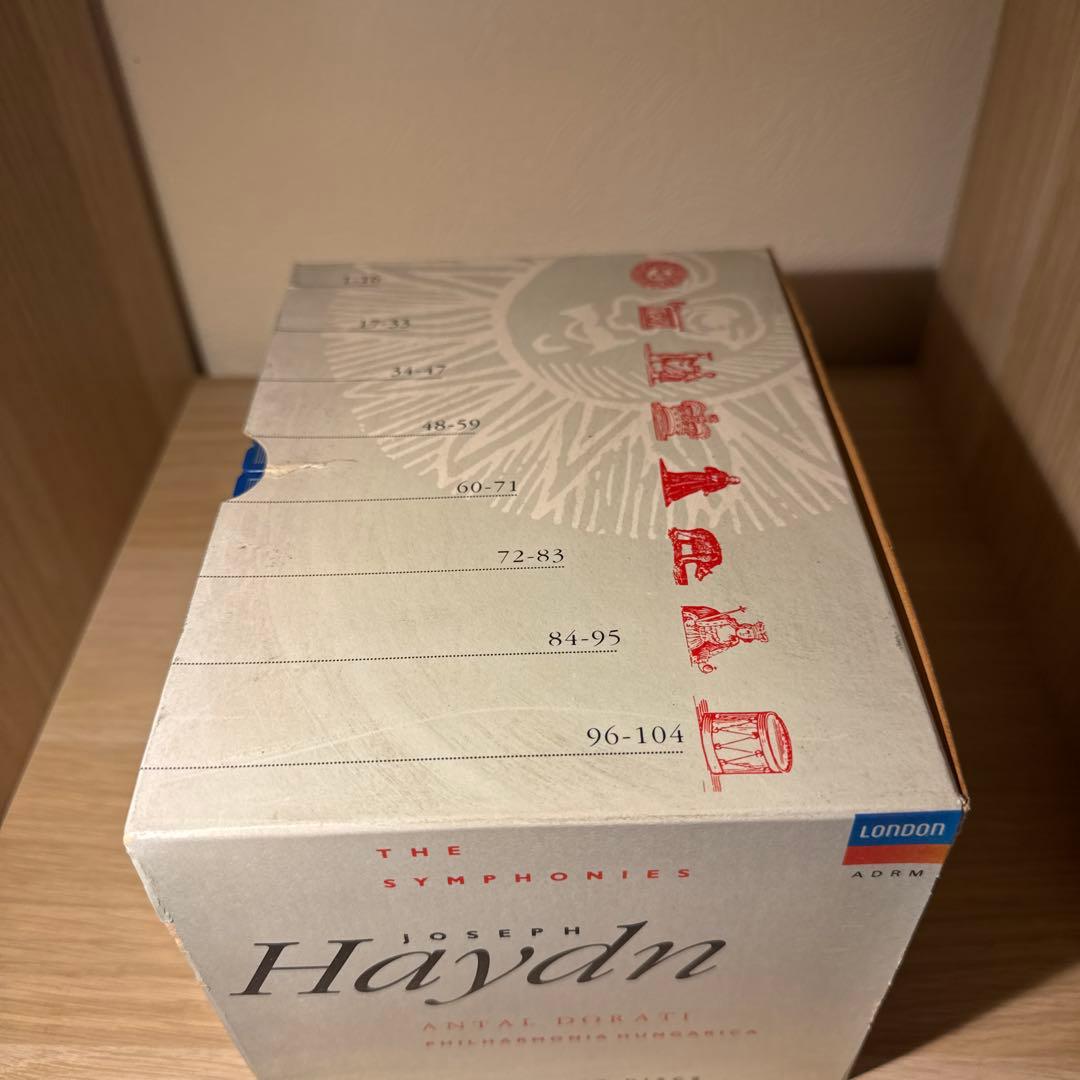 1-16
17-33
34-47
48-59
60-71
72-83
84-95
96-104
LONDON
ADRM
THE
SYMPHONIES
JOSEPH
Haydn
ANTAL DORATI
PHILHARMONIA HUNGARICA